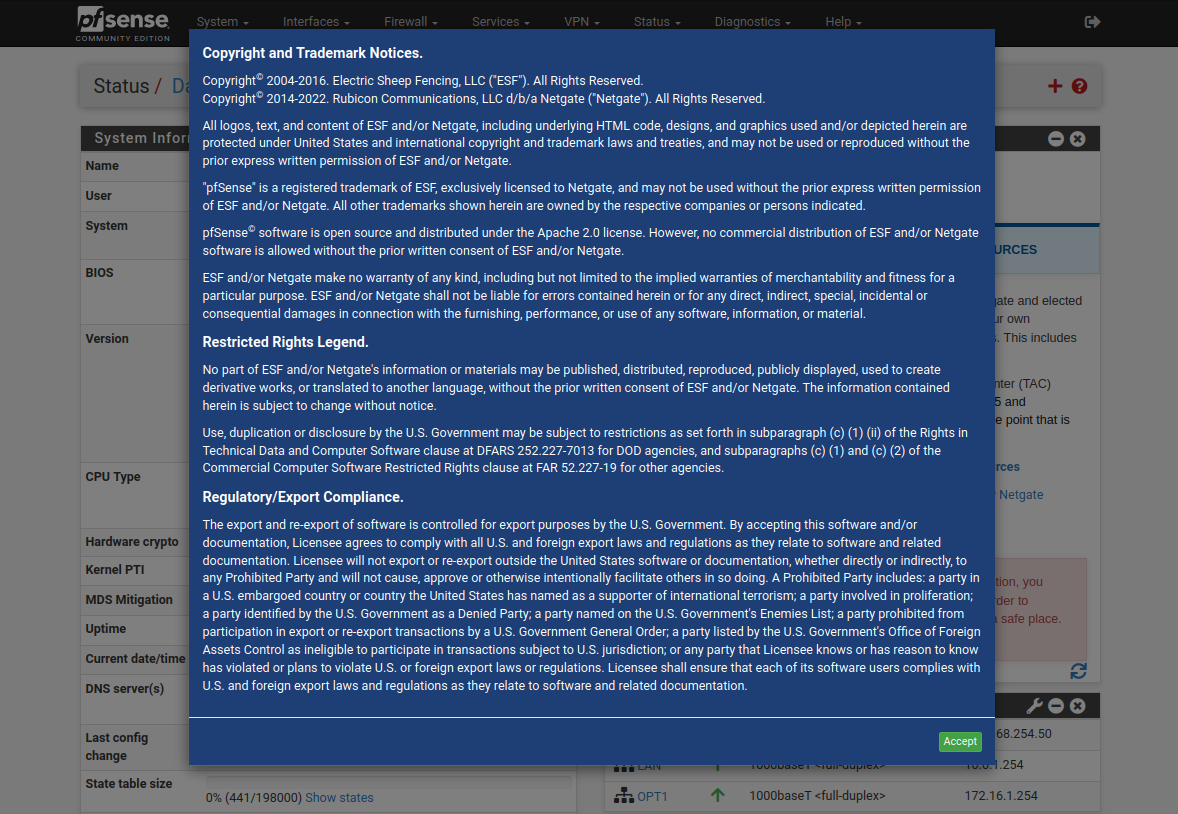 pfsense
COMMUNITY EDITION
System Interfaces Firewall Services VPN Status Diagnostics Help
Status /
System Infor
Name
User
System
BIOS
Version
CPU Type
Hardware crypto
Kernel PTI
MDS Mitigation
Uptime
Current date/time
DNS server(s)
Last config
change
State table size
0% (441/198000) Show states
Copyright and Trademark Notices.
Copyright© 2004-2016. Electric Sheep Fencing, LLC ("ESF"). All Rights Reserved.
Copyright© 2014-2022. Rubicon Communications, LLC d/b/a Netgate ("Netgate"). All Rights Reserved.
All logos, text, and content of ESF and/or Netgate, including underlying HTML code, designs, and graphics used and/or depicted herein are
protected under United States and international copyright and trademark laws and treaties, and may not be used or reproduced without the
prior express written permission of ESF and/or Netgate.
"pfSense" is a registered trademark of ESF, exclusively licensed to Netgate, and may not be used without the prior express written permission
of ESF and/or Netgate. All other trademarks shown herein are owned by the respective companies or persons indicated.
pfSense© software is open source and distributed under the Apache 2.0 license. However, no commercial distribution of ESF and/or Netgate
software is allowed without the prior written consent of ESF and/or Netgate.
ESF and/or Netgate make no warranty of any kind, including but not limited to the implied warranties of merchantability and fitness for a
particular purpose. ESF and/or Netgate shall not be liable for errors contained herein or for any direct, indirect, special, incidental or
consequential damages in connection with the furnishing, performance, or use of any software, information, or material.
Restricted Rights Legend.
No part of ESF and/or Netgate's information or materials may be published, distributed, reproduced, publicly displayed, used to create
derivative works, or translated to another language, without the prior written consent of ESF and/or Netgate. The information contained
herein is subject to change without notice.
Use, duplication or disclosure by the U.S. Government may be subject to restrictions as set forth in subparagraph (c) (1) (ii) of the Rights in
Technical Data and Computer Software clause at DFARS 252.227-7013 for DOD agencies, and subparagraphs (c) (1) and (c) (2) of the
Commercial Computer Software Restricted Rights clause at FAR 52.227-19 for other agencies.
Regulatory/Export Compliance.
The export and re-export of software is controlled for export purposes by the U.S. Government. By accepting this software and/or
documentation, Licensee agrees to comply with all U.S. and foreign export laws and regulations as they relate to software and related
documentation. Licensee will not export or re-export outside the United States software or documentation, whether directly or indirectly, to
any Prohibited Party and will not cause, approve or otherwise intentionally facilitate others in so doing. A Prohibited Party includes: a party in
a U.S. embargoed country or country the United States has named as a supporter of international terrorism; a party involved in proliferation;
a party identified by the U.S. Government as a Denied Party; a party named on the U.S. Government's Enemies List; a party prohibited from
participation in export or re-export transactions by a U.S. Government General Order; a party listed by the U.S. Government's Office of Foreign
Assets Control as ineligible to participate in transactions subject to U.S. jurisdiction; or any party that Licensee knows or has reason to know
has violated or plans to violate U.S. or foreign export laws or regulations. Licensee shall ensure that each of its software users complies with
U.S. and foreign export laws and regulations as they relate to software and related documentation.
Accept
URCES
gate and elected
ur own
s. This includes
nter (TAC)
5 and
e point that is
rces
Netgate
tion, you
der to
a safe place.
68.254.50
LAN 1000baseT <full-duplex> 10.0.1.254
OPT1 1000baseT <full-duplex> 172.16.1.254